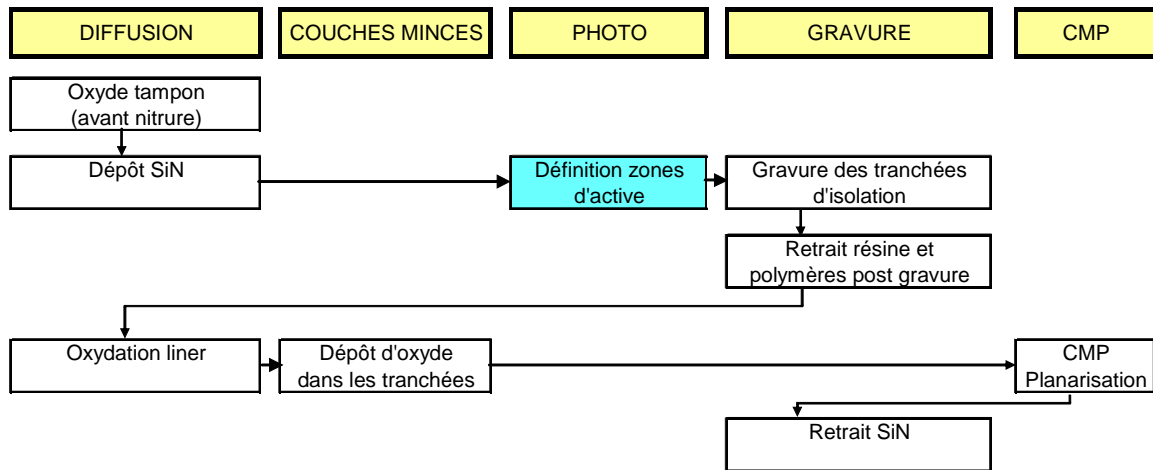 DIFFUSION
COUCHES MINCES
PHOTO
GRAVURE
CMP
Oxyde tampon
(avant nitrure)
Dépôt SiN
Définition zones
d'active
Gravure des tranchées
d'isolation
Retrait résine et
polymères post gravure
Oxydation liner
Dépôt d'oxyde
dans les tranchées
CMP
Planarisation
Retrait SiN